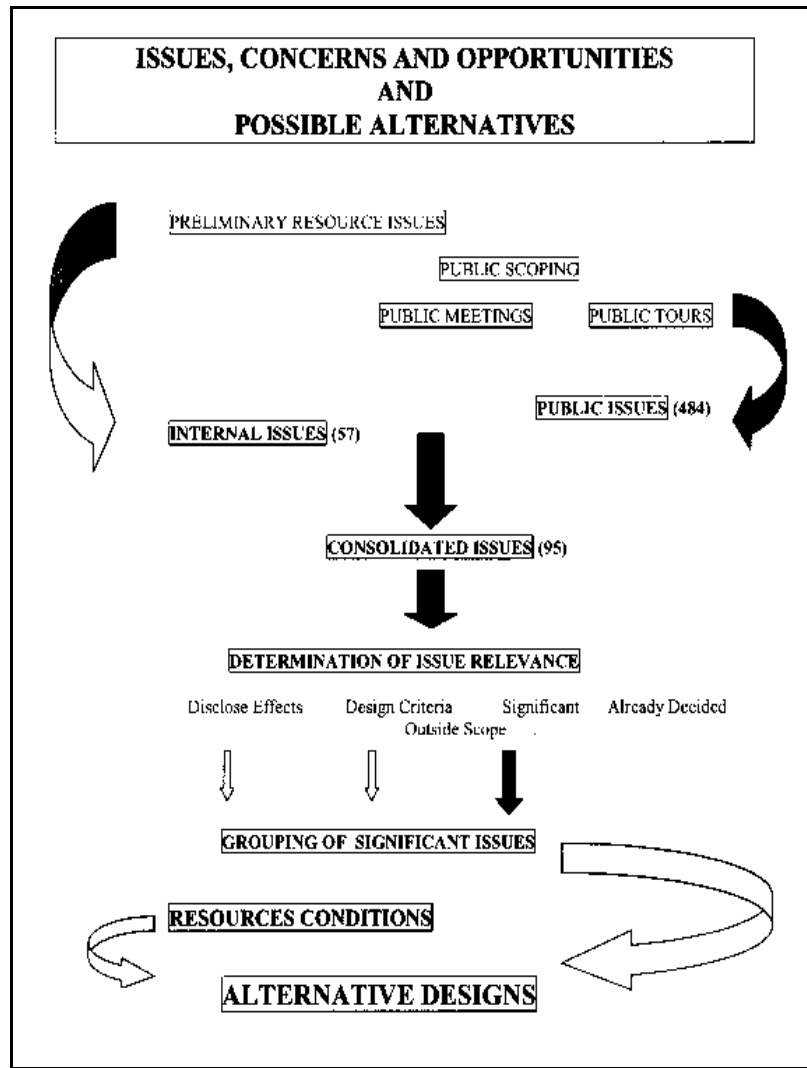 ISSUES, CONCERNS AND OPPORTUNITIES
AND
POSSIBLE ALTERNATIVES
PRELIMINARY RESOURCE ISSUES
PUBLIC SCOPING
PUBLIC MEETINGS PUBLIC TOURS
PUBLIC ISSUES (484)
INTERNAL ISSUES (57)
CONSOLIDATED ISSUES (95)
DETERMINATION OF ISSUE RELEVANCE
Disclose Effects Design Criteria Significant Already Decided
Outside Scope
GROUPING OF SIGNIFICANT ISSUES
RESOURCES CONDITIONS
ALTERNATIVE DESIGNS